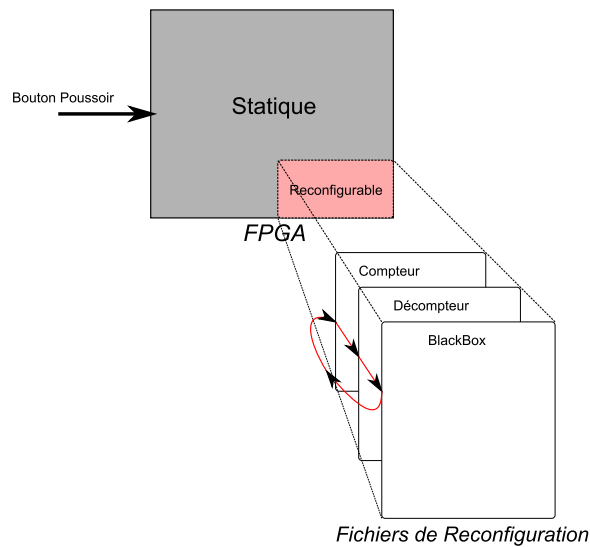 Bouton Poussoir
Statique
Reconfigurable
FPGA
Compteur
Décompteur
BlackBox
Fichiers de Reconfiguration